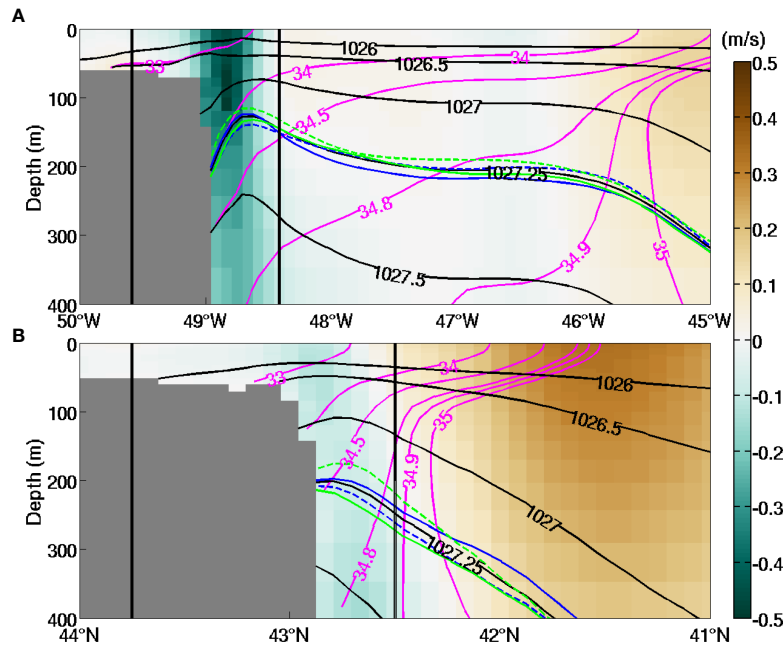 A
(m/s)
0
100
200
300
400
Depth (m)
50°W
49°W
48°W
47°W
46°W
45°W
33
34
34
34.5
34.8
34.9
35
1026
1026.5
1027
1027.25
1027.5
B
0
100
200
300
400
Depth (m)
44°N
43°N
42°N
41°N
33
34
34.5
34.8
34.9
35
1026
1026.5
1027
1027.25
0.5
0.4
0.3
0.2
0.1
0
-0.1
-0.2
-0.3
-0.4
-0.5